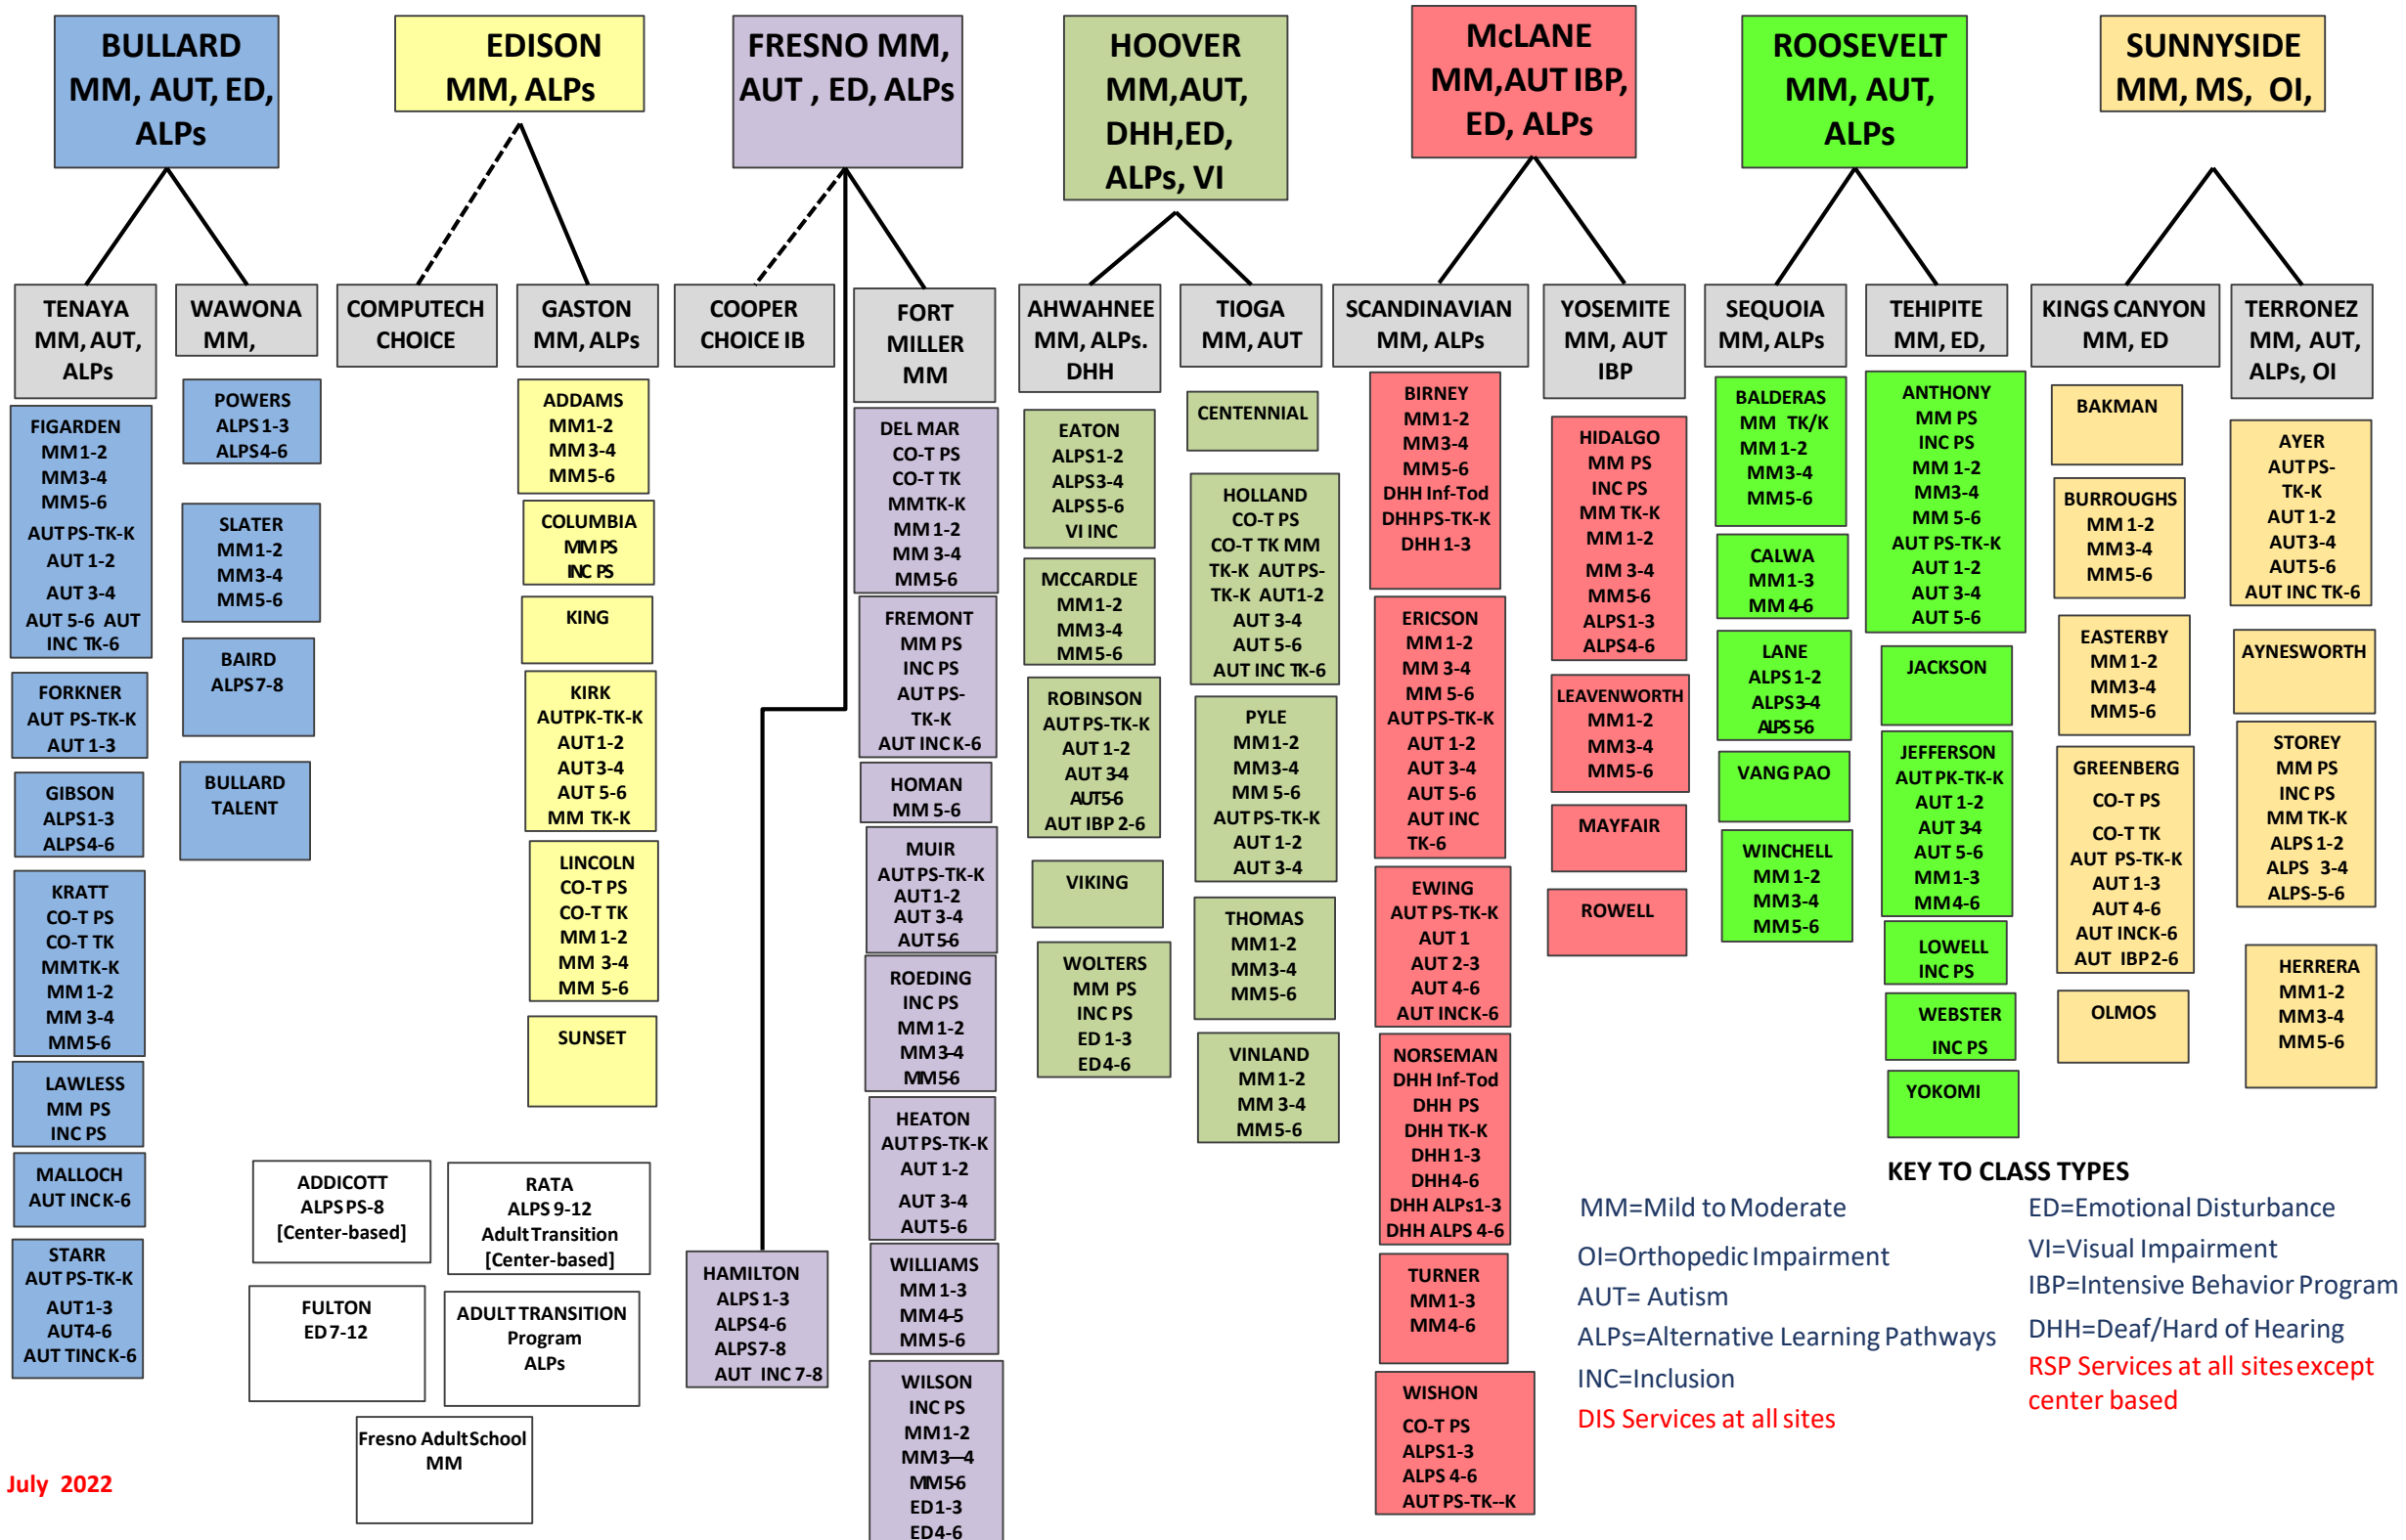 BULLARD
MM, AUT, ED,
ALPs
EDISON
MM, ALPs
FRESNO MM,
AUT , ED, ALPs
HOOVER
MM,AUT,
DHH,ED,
ALPs, VI
McLANE
MM,AUT IBP,
ED, ALPs
ROOSEVELT
MM, AUT,
ALPs
SUNNYSIDE
MM, MS, OI,
TENAYA
MM, AUT,
ALPs
WAWONA
MM,
COMPUTECH
CHOICE
GASTON
MM, ALPs
COOPER
CHOICE IB
FORT
MILLER
MM
AHWAHNEE
MM, ALPs.
DHH
TIOGA
MM, AUT
SCANDINAVIAN
MM, ALPs
YOSEMITE
MM, AUT
IBP
SEQUOIA
MM, ALPs
TEHIPITE
MM, ED,
KINGS CANYON
MM, ED
TERRONEZ
MM, AUT,
ALPs, OI
FIGARDEN
MM1-2
MM3-4
MM5-6
AUT PS-TK-K
AUT 1-2
AUT 3-4
AUT 5-6 AUT
INC TK-6
FORKNER
AUT PS-TK-K
AUT 1-3
GIBSON
ALPS1-3
ALPS4-6
KRATT
CO-T PS
CO-T TK
MMTK-K
MM 1-2
MM 3-4
MM5-6
LAWLESS
MM PS
INC PS
MALLOCH
AUT INCK-6
STARR
AUT PS-TK-K
AUT1-3
AUT4-6
AUT TINCK-6
POWERS
ALPS 1-3
ALPS4-6
SLATER
MM1-2
MM3-4
MM5-6
BAIRD
ALPS7-8
BULLARD
TALENT
ADDAMS
MM1-2
MM 3-4
MM5-6
COLUMBIA
MM PS
INC PS
KING
KIRK
AUTPK-TK-K
AUT1-2
AUT3-4
AUT 5-6
MM TK-K
LINCOLN
CO-T PS
CO-T TK
MM 1-2
MM 3-4
MM 5-6
SUNSET
DEL MAR
CO-T PS
CO-T TK
MMTK-K
MM 1-2
MM 3-4
MM5-6
FREMONT
MM PS
INC PS
AUT PS-
TK-K
AUT INCK-6
HOMAN
MM 5-6
MUIR
AUTPS-TK-K
AUT1-2
AUT 3-4
AUT5-6
ROEDING
INC PS
MM 1-2
MM3-4
MM5-6
HEATON
AUTPS-TK-K
AUT 1-2
AUT 3-4
AUT5-6
WILLIAMS
MM 1-3
MM4-5
MM5-6
WILSON
INC PS
MM1-2
MM3—4
MM5-6
ED1-3
ED4-6
HAMILTON
ALPS1-3
ALPS4-6
ALPS7-8
AUT INC 7-8
EATON
ALPS1-2
ALPS3-4
ALPS5-6
VI INC
MCCARDLE
MM1-2
MM3-4
MM5-6
ROBINSON
AUTPS-TK-K
AUT 1-2
AUT 3-4
AUT5-6
AUT IBP 2-6
VIKING
WOLTERS
MM PS
INC PS
ED 1-3
ED4-6
CENTENNIAL
HOLLAND
CO-T PS
CO-T TK MM
TK-K AUTPS-
TK-K AUT1-2
AUT 3-4
AUT 5-6
AUT INC TK-6
PYLE
MM1-2
MM3-4
MM 5-6
AUTPS-TK-K
AUT 1-2
AUT 3-4
THOMAS
MM1-2
MM3-4
MM5-6
VINLAND
MM1-2
MM 3-4
MM5-6
BIRNEY
MM1-2
MM3-4
MM5-6
DHH Inf-Tod
DHHPS-TK-K
DHH 1-3
ERICSON
MM1-2
MM 3-4
MM 5-6
AUTPS-TK-K
AUT 1-2
AUT 3-4
AUT 5-6
AUT INC
TK-6
EWING
AUT PS-TK-K
AUT 1
AUT 2-3
AUT 4-6
AUT INCK-6
NORSEMAN
DHH Inf-Tod
DHH PS
DHH TK-K
DHH 1-3
DHH4-6
DHH ALPs1-3
DHH ALPS 4-6
TURNER
MM1-3
MM4-6
WISHON
CO-T PS
ALPS1-3
ALPS 4-6
AUT PS-TK--K
HIDALGO
MM PS
INC PS
MM TK-K
MM 1-2
MM 3-4
MM5-6
ALPS1-3
ALPS4-6
LEAVENWORTH
MM1-2
MM3-4
MM5-6
MAYFAIR
ROWELL
BALDERAS
MM TK/K
MM 1-2
MM3-4
MM5-6
CALWA
MM1-3
MM 4-6
LANE
ALPS1-2
ALPS3-4
ALPS 5-6
VANG PAO
WINCHELL
MM 1-2
MM3-4
MM5-6
ANTHONY
MM PS
INC PS
MM 1-2
MM3-4
MM 5-6
AUT PS-TK-K
AUT 1-2
AUT 3-4
AUT 5-6
JACKSON
JEFFERSON
AUT PK-TK-K
AUT 1-2
AUT 3-4
AUT 5-6
MM1-3
MM4-6
LOWELL
INC PS
WEBSTER
INC PS
YOKOMI
BAKMAN
BURROUGHS
MM 1-2
MM3-4
MM5-6
EASTERBY
MM 1-2
MM3-4
MM5-6
GREENBERG
CO-T PS
CO-T TK
AUT PS-TK-K
AUT 1-3
AUT 4-6
AUT INCK-6
AUT IBP2-6
OLMOS
AYER
AUTPS-
TK-K
AUT 1-2
AUT3-4
AUT5-6
AUT INC TK-6
AYNESWORTH
STOREY
MM PS
INC PS
MM TK-K
ALPS 1-2
ALPS 3-4
ALPS-5-6
HERRERA
MM1-2
MM3-4
MM5-6
ADDICOTT
ALPSPS-8
[Center-based]
RATA
ALPS 9-12
AdultTransition
[Center-based]
FULTON
ED7-12
ADULT TRANSITION
Program
ALPs
Fresno AdultSchool
MM
KEY TO CLASS TYPES
MM=Mild to Moderate
OI=Orthopedic Impairment
AUT= Autism
ALPs=Alternative Learning Pathways
INC=Inclusion
DIS Services at all sites
ED=Emotional Disturbance
VI=Visual Impairment
IBP=Intensive Behavior Program
DHH=Deaf/Hard of Hearing
RSP Services at all sites except
center based
July 2022